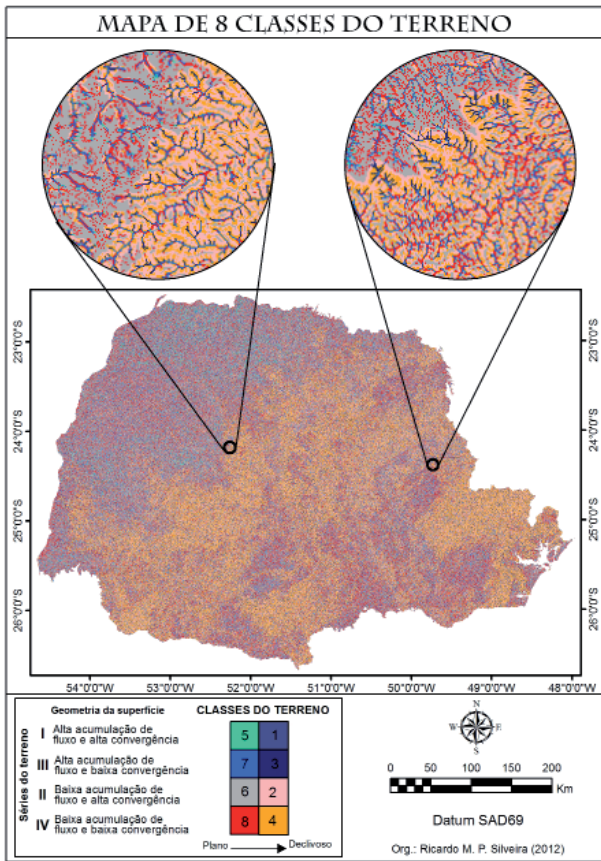 MAPA DE 8 CLASSES DO TERRENO
23°0'0"S
24°0'0"S
25°0'0"S
26°0'0"S
23°0'0"S
24°0'0"S
25°0'0"S
26°0'0"S
54°0'0"W 53°0'0"W 52°0'0"W 51°0'0"W 50°0'0"W 49°0'0"W 48°0'0"W
Séries do terreno
Geometria da superfície
I Alta acumulação de
fluxo e alta convergência
III Alta acumulação de
fluxo e baixa convergência
II Baixa acumulação de
fluxo e alta convergência
IV Baixa acumulação de
fluxo e baixa convergência
CLASSES DO TERRENO
5 1
7 3
6 2
8 4
Plano Declivoso
N
W E
S
0 50 100 150 200
Km
Datum SAD69
Org.: Ricardo M. P. Silveira (2012)